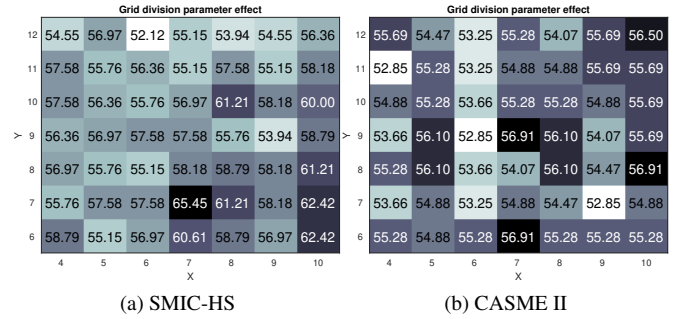 Grid division parameter effect
12 54.55 56.97 52.12 55.15 53.94 54.55 56.36
11 57.58 55.76 56.36 55.15 57.58 55.15 58.18
10 57.58 56.36 55.76 56.97 61.21 58.18 60.00
Y 9 56.36 56.97 57.58 57.58 55.76 53.94 58.79
8 56.97 55.76 55.15 58.18 58.79 58.18 61.21
7 55.76 57.58 57.58 65.45 61.21 58.18 62.42
6 58.79 55.15 56.97 60.61 58.79 56.97 62.42
4 5 6 7 8 9 10
X
(a) SMIC-HS
Grid division parameter effect
12 55.69 54.47 53.25 55.28 54.07 55.69 56.50
11 52.85 55.28 53.25 54.88 54.88 55.69 55.69
10 54.88 55.28 53.66 55.28 55.28 54.88 55.69
Y 9 53.66 56.10 52.85 56.91 56.10 54.07 55.69
8 55.28 56.10 53.66 54.07 56.10 54.47 56.91
7 53.66 54.88 53.25 54.88 54.47 52.85 54.88
6 55.28 54.88 55.28 56.91 55.28 55.28 55.28
4 5 6 7 8 9 10
X
(b) CASME II